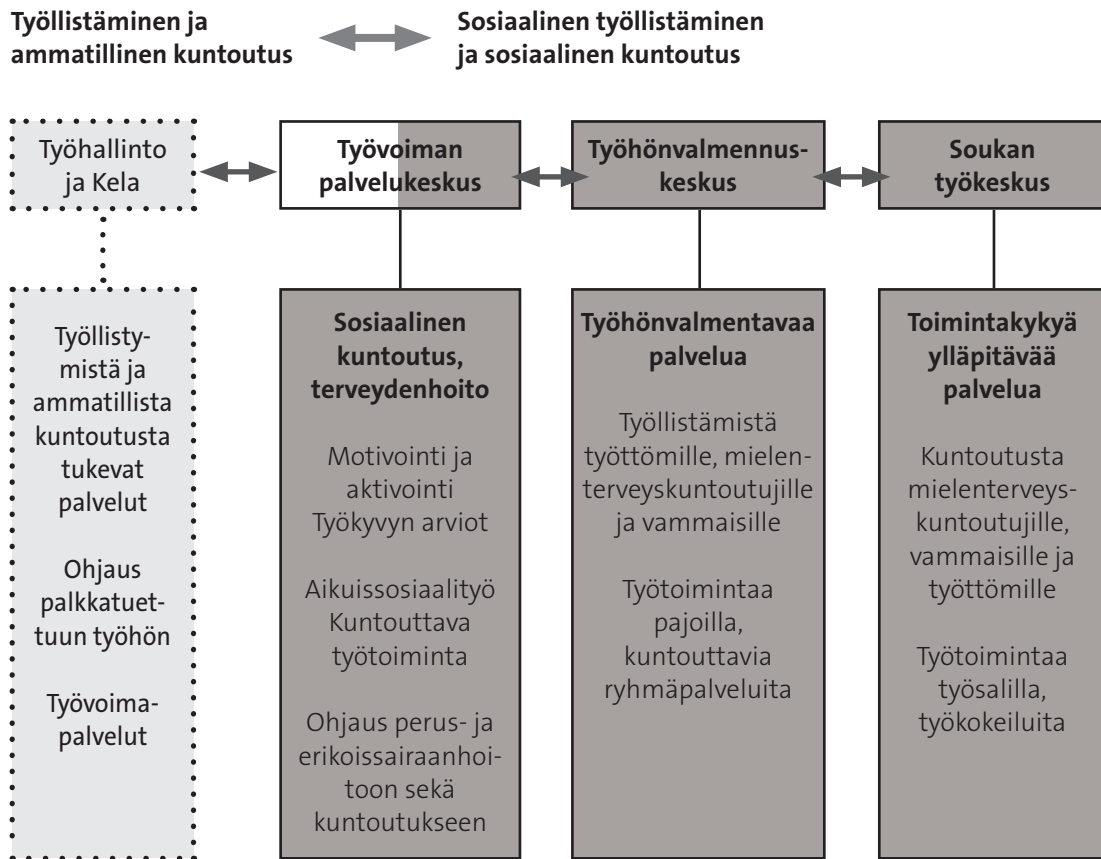 Työllistäminen ja
ammatillinen kuntoutus
Sosiaalinen työllistäminen
ja sosiaalinen kuntoutus
Työhallinto
ja Kela
Työvoiman
palvelukeskus
Työhönvalmennus-
keskus
Soukan
työkeskus
Työllisty-
mistä ja
ammatillista
kuntoutusta
tukevat
palvelut
Ohjaus
palkkatuet-
tuun työhön
Työvoima-
palvelut
Sosiaalinen
kuntoutus,
terveydenhoito
Motivointi ja
aktivointi
Työkyvyn arviot
Aikuissosiaalityö
Kuntouttava
työtoiminta
Ohjaus perus- ja
erikoissairaanhoi-
toon sekä
kuntoutukseen
Työhönvalmentavaa
palvelua
Työllistämistä
työttömille, mielen-
terveyskuntoutujille
ja vammaisille
Työtoimintaa
pajoilla,
kuntouttavia
ryhmäpalveluita
Toimintakykyä
ylläpitävää
palvelua
Kuntoutusta
mielenterveys-
kuntoutujille,
vammaisille ja
työttömille
Työtoimintaa
työsalilla,
työkokeiluita